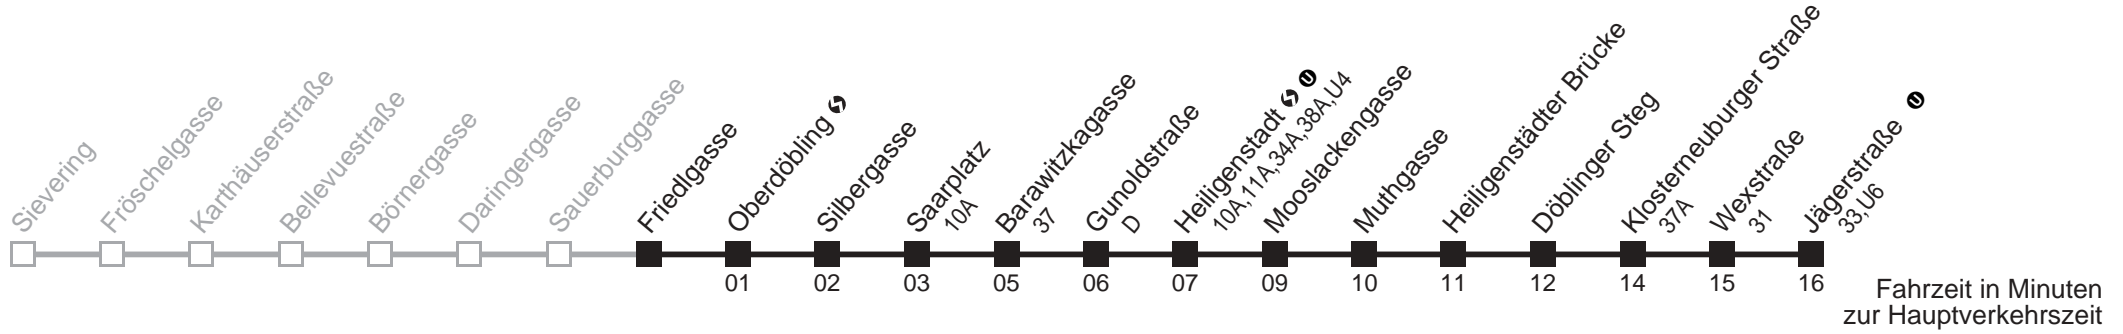 Sievering
Fröschelgasse
Karthäuserstraße
Bellevuestraße
Börnergasse
Daringergasse
Sauerburggasse
Friedlgasse
Oberdöbling
Silbergasse
Saarplatz
10A
Barawitzkagasse
37
Gunoldstraße
D
Heiligenstadt U
10A,11A,34A,38A,U4
Mooslackengasse
Muthgasse
Heiligenstädter Brücke
Döblinger Steg
Klosterneuburger Straße
37A
Wexstraße
31
Jägerstraße U
33,U6
01 02 03 05 06 07 09 10 11 12 14 15 16
Fahrzeit in Minuten
zur Hauptverkehrszeit